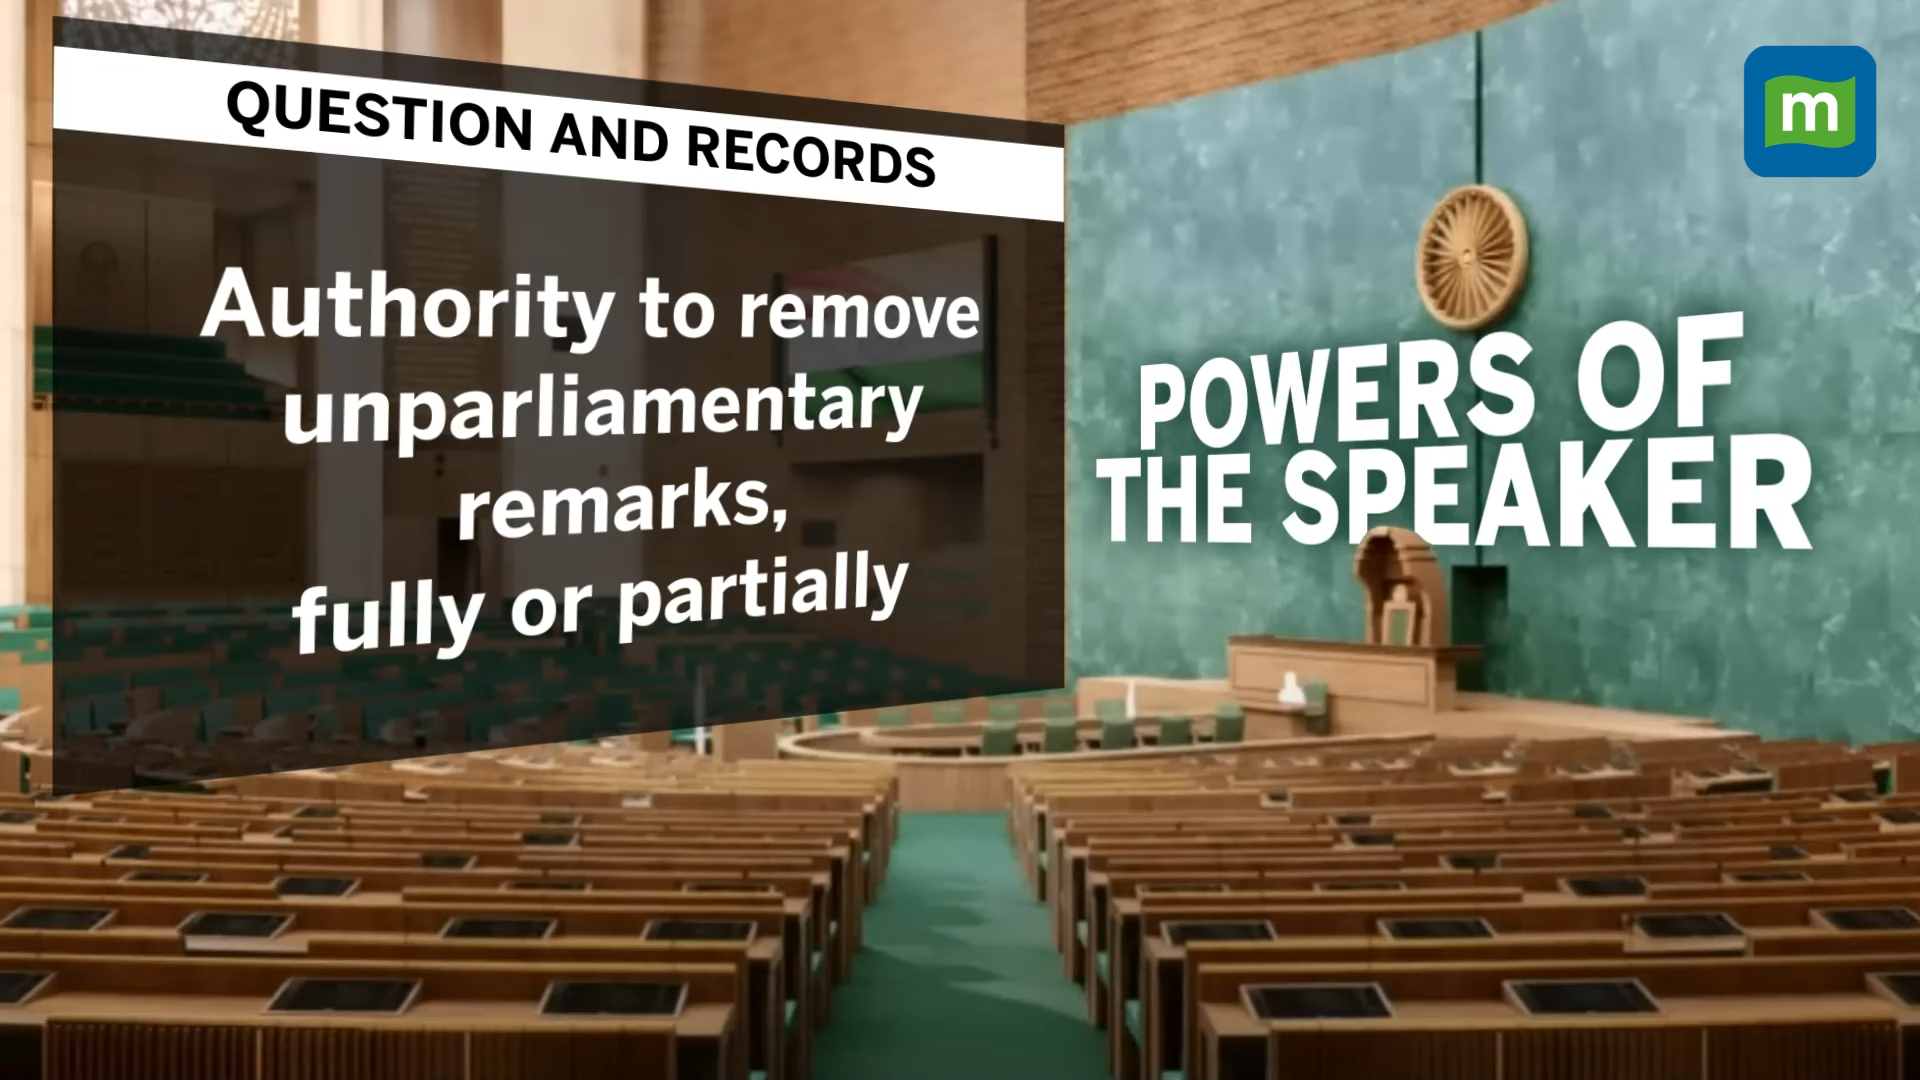 QUESTION AND RECORDS
Authority to remove
unparliamentary
remarks,
fully or partially
POWERS OF
THE SPEAKER
m